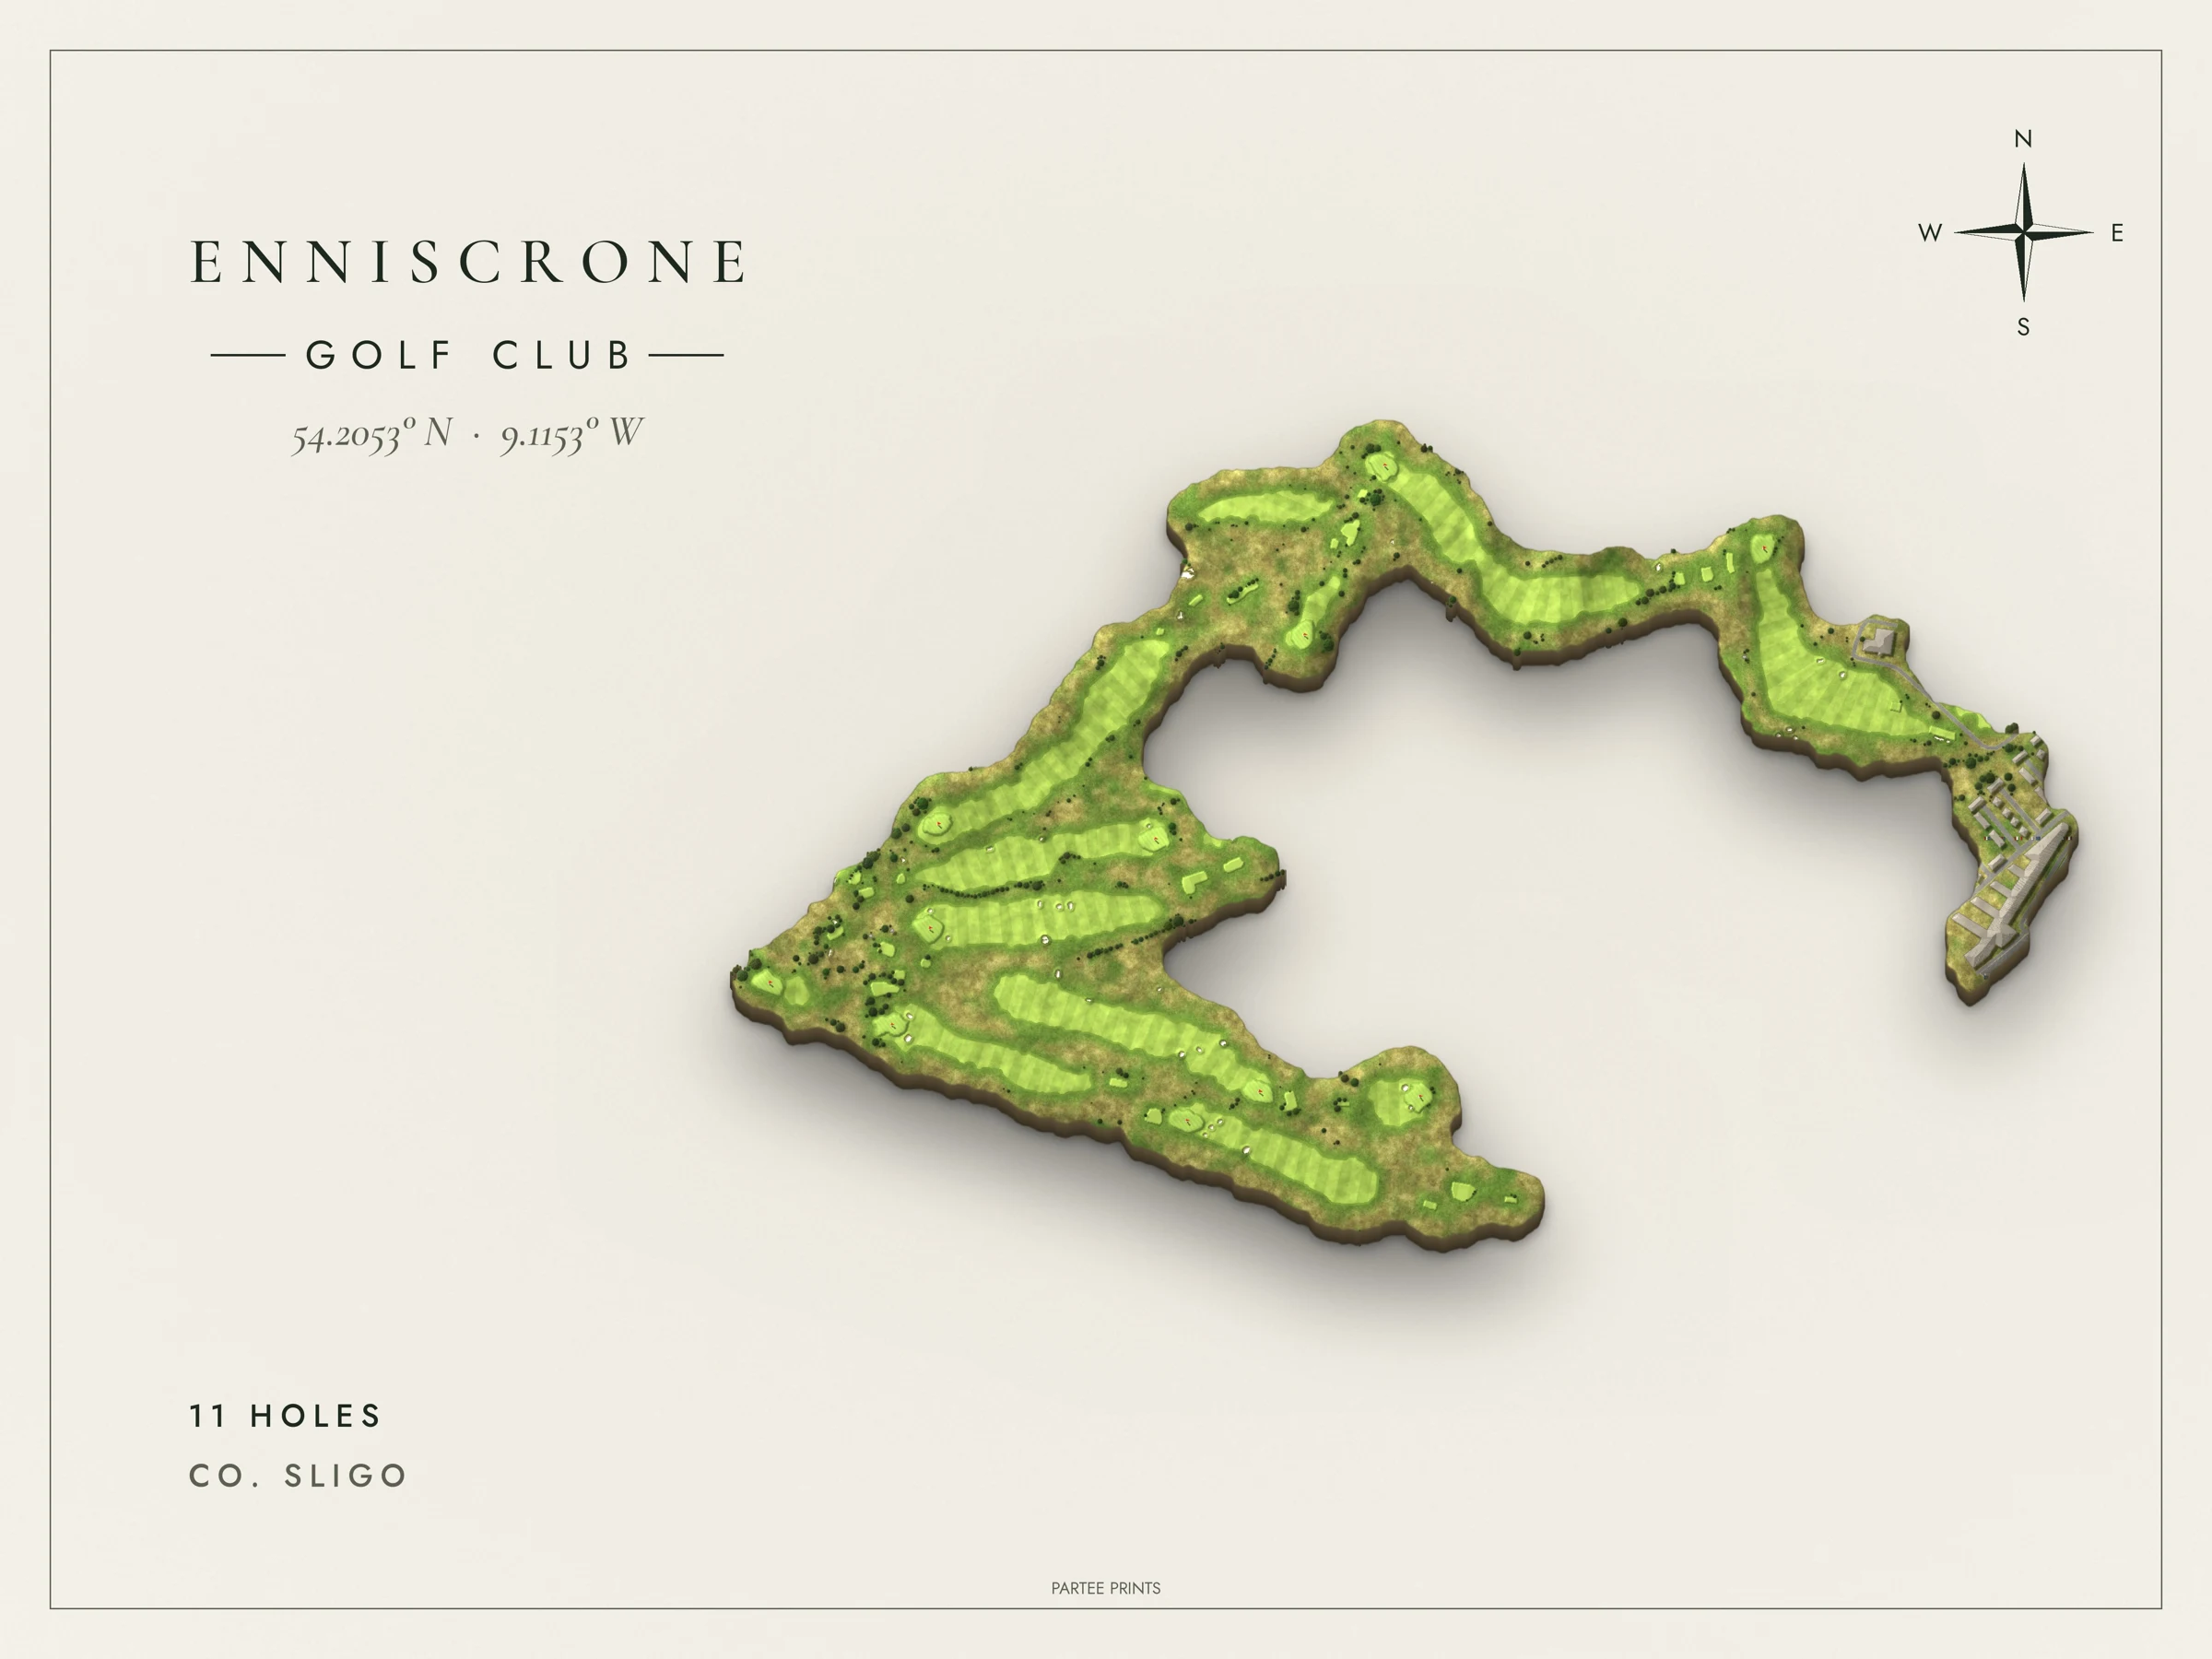 ENNISCRONE
GOLF CLUB
54.2053° N · 9.1153° W
N
W E
S
11 HOLES
CO. SLIGO
PARTEE PRINTS